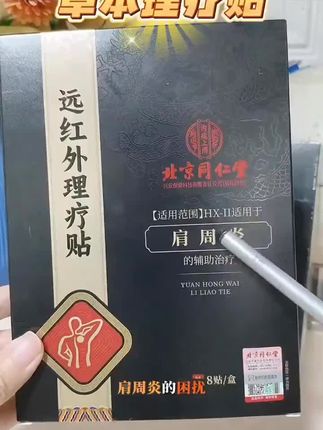 草本理疗贴
远红外理疗贴
北京同仁堂
【适用范围】HX-II适用于
肩周炎
的辅助治疗
YUAN HONG WAI
LI LIAO TIE
肩周炎的困扰
8贴/盒
北京同仁堂